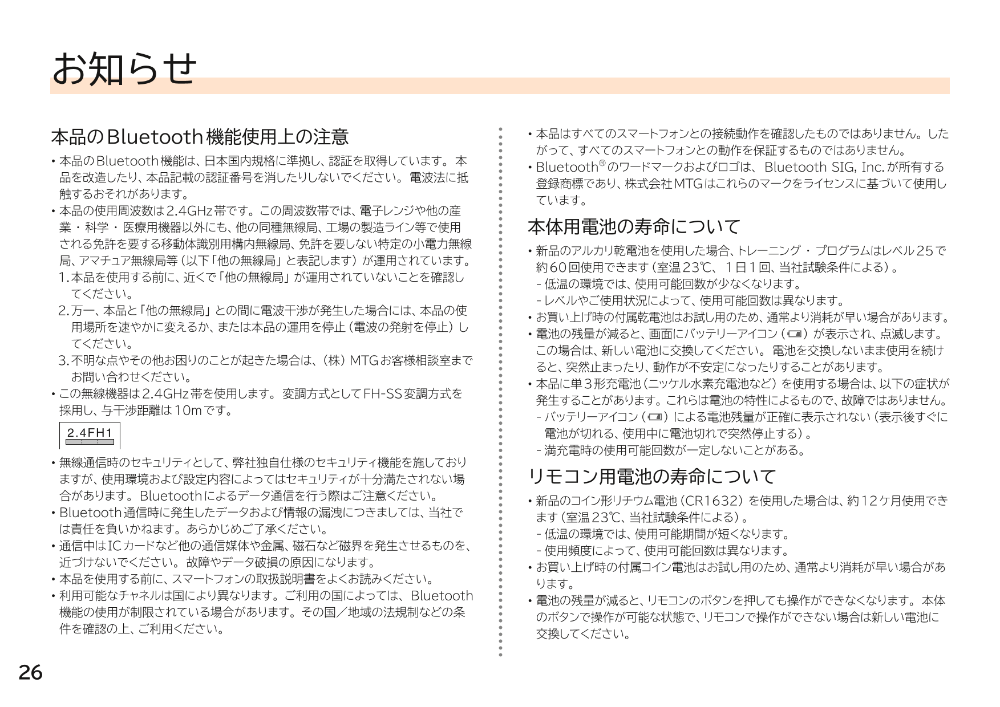 お知らせ
本品のBluetooth機能使用上の注意
・本品のBluetooth機能は、日本国内規格に準拠し、認証を取得しています。本
品を改造したり、本品記載の認証番号を消したりしないでください。電波法に抵
触するおそれがあります。
・本品の使用周波数は2.4GHz帯です。この周波数帯では、電子レンジや他の産
業・科学・医療用機器以外にも、他の同種無線局、工場の製造ライン等で使用
される免許を要する移動体識別用構内無線局、免許を要しない特定の小電力無線
局、アマチュア無線局等（以下「他の無線局」と表記します）が運用されています。
1.本品を使用する前に、近くで「他の無線局」が運用されていないことを確認し
てください。
2.万一、本品と「他の無線局」との間に電波干渉が発生した場合には、本品の使
用場所を速やかに変えるか、または本品の運用を停止（電波の発射を停止）し
てください。
3.不明な点やその他お困りのことが起きた場合は、（株）MTGお客様相談室まで
お問い合わせください。
・この無線機器は2.4GHz帯を使用します。変調方式としてFH-SS変調方式を
採用し、与干渉距離は10mです。
2.4FH1
・無線通信時のセキュリティとして、弊社独自仕様のセキュリティ機能を施しており
ますが、使用環境および設定内容によってはセキュリティが十分満たされない場
合があります。Bluetoothによるデータ通信を行う際はご注意ください。
・Bluetooth通信時に発生したデータおよび情報の漏洩につきましては、当社で
は責任を負いかねます。あらかじめご了承ください。
・通信中はICカードなど他の通信媒体や金属、磁石など磁界を発生させるものを、
近づけないでください。故障やデータ破損の原因になります。
・本品を使用する前に、スマートフォンの取扱説明書をよくお読みください。
・利用可能なチャネルは国により異なります。ご利用の国によっては、Bluetooth
機能の使用が制限されている場合があります。その国／地域の法規制などの条
件を確認の上、ご利用ください。
・本品はすべてのスマートフォンとの接続動作を確認したものではありません。した
がって、すべてのスマートフォンとの動作を保証するものではありません。
・Bluetooth®のワードマークおよびロゴは、Bluetooth SIG, Inc.が所有する
登録商標であり、株式会社MTGはこれらのマークをライセンスに基づいて使用し
ています。
本体用電池の寿命について
・新品のアルカリ乾電池を使用した場合、トレーニング・プログラムはレベル25で
約60回使用できます（室温23℃、1日1回、当社試験条件による）。
- 低温の環境では、使用可能回数が少なくなります。
- レベルやご使用状況によって、使用可能回数は異なります。
・お買い上げ時の付属乾電池はお試し用のため、通常より消耗が早い場合があります。
・電池の残量が減ると、画面にバッテリーアイコン（）が表示され、点滅します。
この場合は、新しい電池に交換してください。電池を交換しないまま使用を続け
ると、突然止まったり、動作が不安定になったりすることがあります。
・本品に単3形充電池（ニッケル水素充電池など）を使用する場合は、以下の症状が
発生することがあります。これらは電池の特性によるもので、故障ではありません。
- バッテリーアイコン（）による電池残量が正確に表示されない（表示後すぐに
電池が切れる、使用中に電池切れで突然停止する）。
- 満充電時の使用可能回数が一定しないことがある。
リモコン用電池の寿命について
・新品のコイン形リチウム電池（CR1632）を使用した場合は、約12ケ月使用でき
ます（室温23℃、当社試験条件による）。
- 低温の環境では、使用可能期間が短くなります。
- 使用頻度によって、使用可能回数は異なります。
・お買い上げ時の付属コイン電池はお試し用のため、通常より消耗が早い場合があ
ります。
・電池の残量が減ると、リモコンのボタンを押しても操作ができなくなります。本体
のボタンで操作が可能な状態で、リモコンで操作ができない場合は新しい電池に
交換してください。
26